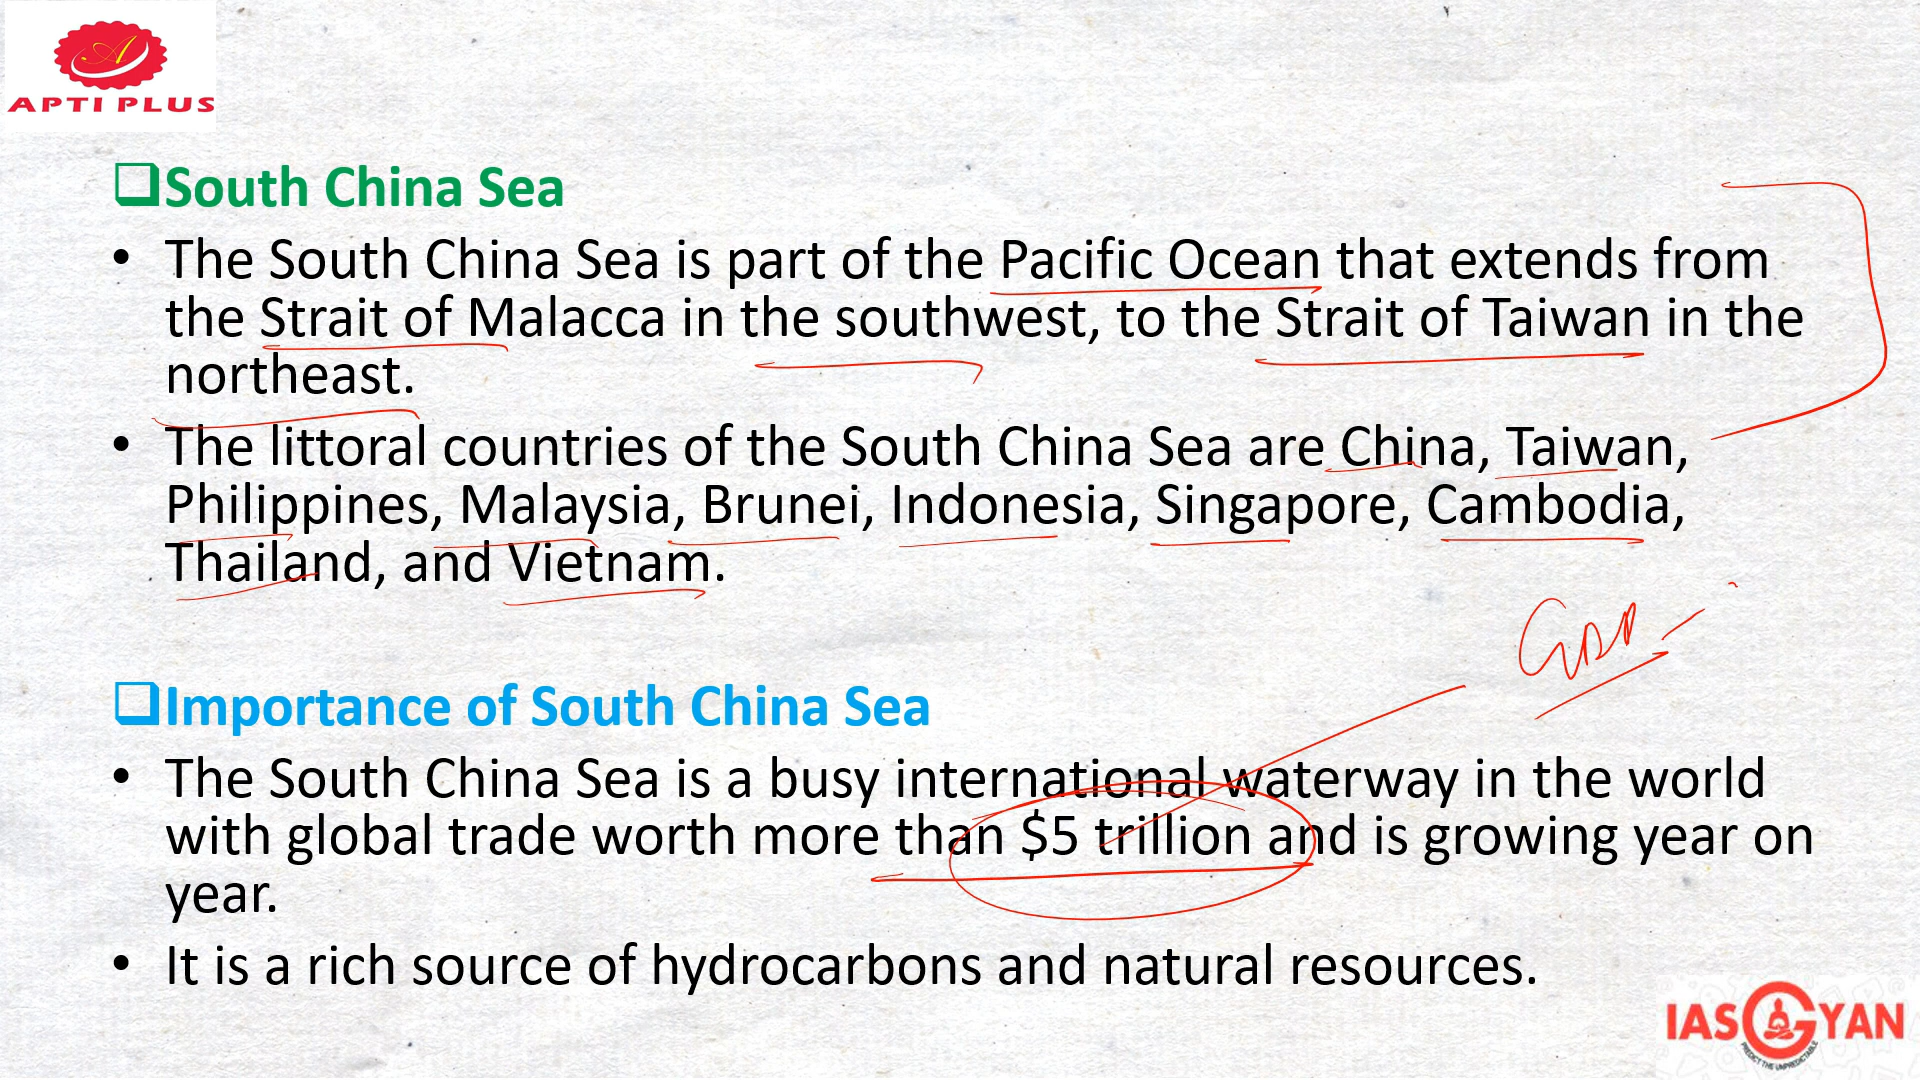 APTI PLUS
South China Sea
• The South China Sea is part of the Pacific Ocean that extends from
the Strait of Malacca in the southwest, to the Strait of Taiwan in the
northeast.
• The littoral countries of the South China Sea are China, Taiwan,
Philippines, Malaysia, Brunei, Indonesia, Singapore, Cambodia,
Thailand, and Vietnam.
Importance of South China Sea
• The South China Sea is a busy international waterway in the world
with global trade worth more than $5 trillion and is growing year on
year.
• It is a rich source of hydrocarbons and natural resources.
IASGYAN
PREDICT THE UNPREDICTABLE